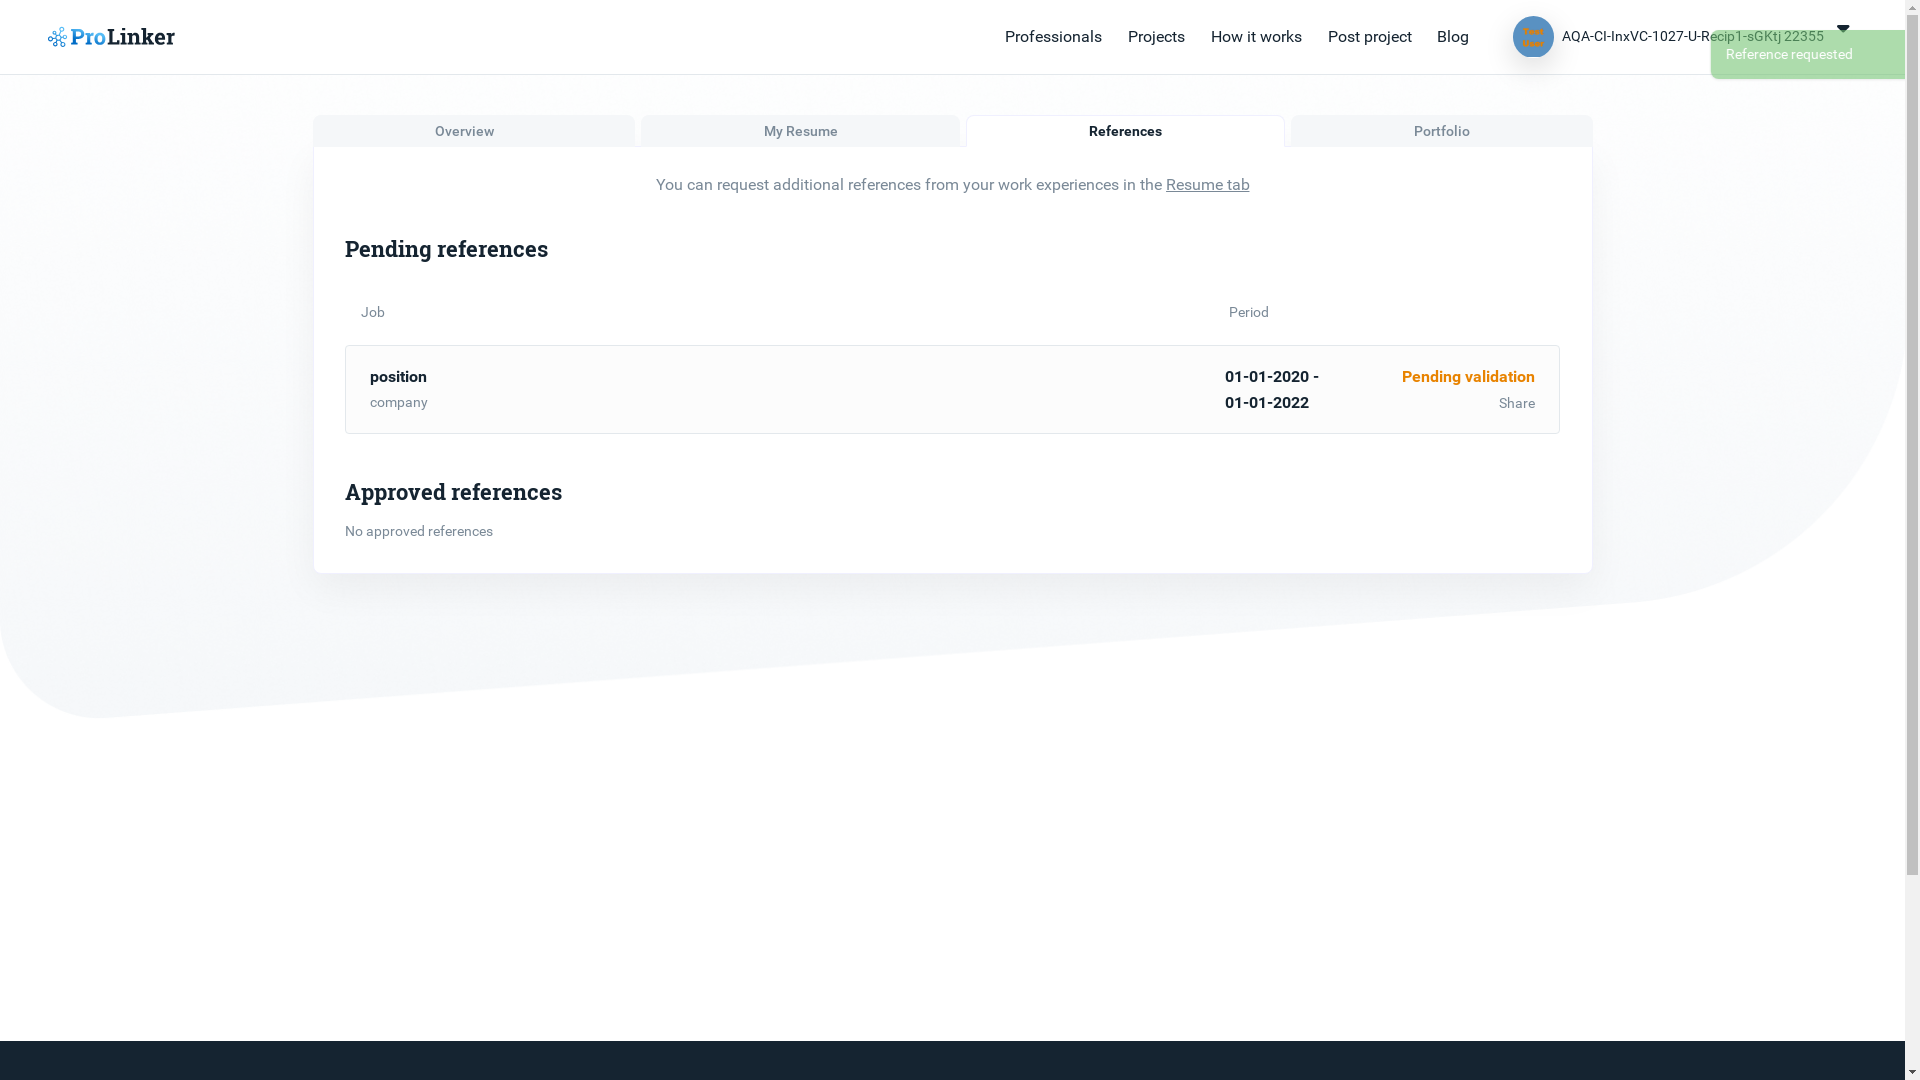 ProLinker
Professionals
Projects
How it works
Post project
Blog
Test
User
AQA-CI-InxVC-1027-U-Recip1-sGKtj 22355
Reference requested
Overview
My Resume
References
Portfolio
You can request additional references from your work experiences in the Resume tab
Pending references
Job
Period
position
01-01-2020 -
Pending validation
company
01-01-2022
Share
Approved references
No approved references